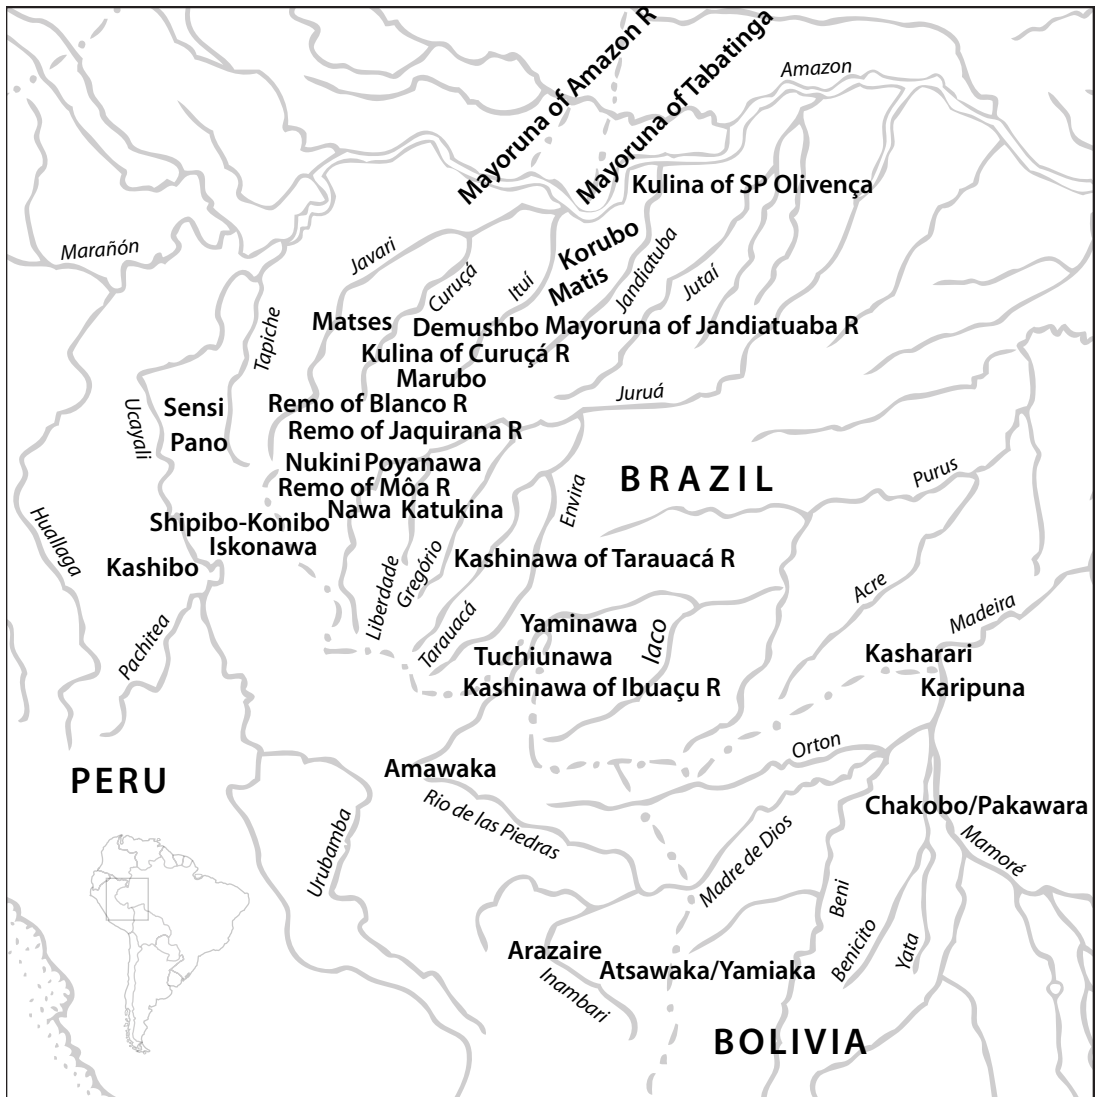 Mayoruna of Amazon R
Mayoruna of Tabatinga
Amazon
Kulina of SP Olivença
Marañón
Javari
Curuçá
Ituí
Korubo
Matis
Jandiatuba
Jutaí
Tapiche
Matses
Demushbo
Mayoruna of Jandiatuaba R
Kulina of Curuçá R
Marubo
Juruá
Ucayali
Sensi
Remo of Blanco R
Pano
Remo of Jaquirana R
Nukini
Poyanawa
BRAZIL
Purus
Remo of Môa R
Envira
Nawa
Katukina
Huallaga
Shipibo-Konibo
Iskonawa
Kashibo
Liberdade
Gregório
Kashinawa of Tarauacá R
Acre
Madeira
Pachitea
Tarauacá
Yaminawa
Iaco
Tuchiunawa
Kasharari
Kashinawa of Ibuaçu R
Karipuna
Orton
PERU
Amawaka
Rio de las Piedras
Chakobo/Pakawara
Urubamba
Madre de Dios
Mamoré
Beni
Benicito
Yata
Arazaire
Atsawaka/Yamiaka
Inambari
BOLIVIA